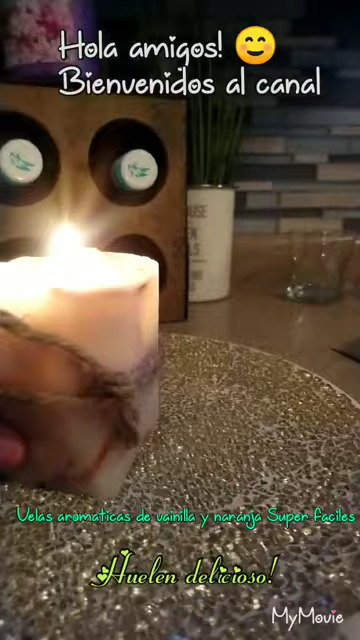 Hola amigos! 😊
Bienvenidos al canal
Velas aromaticas de vainilla y naranja Super faciles
Huelen delicioso!
MyMovie